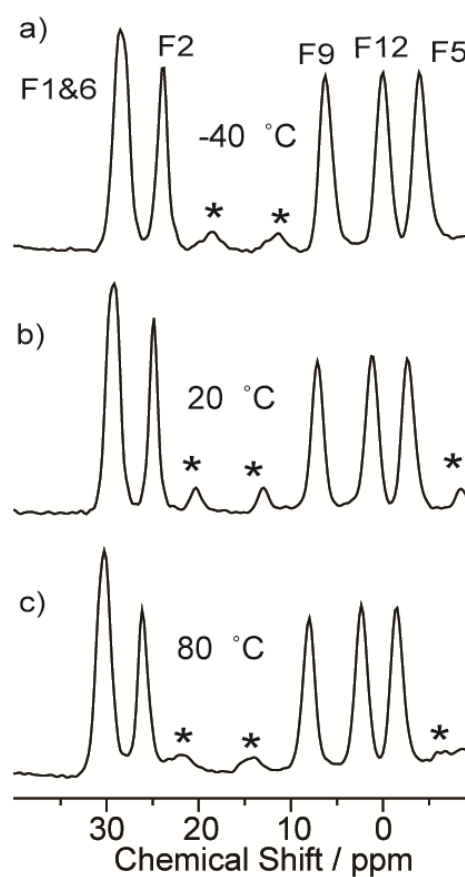 a)
F1&6
F2
F9
F12
F5
-40 °C
*
*
b)
20 °C
*
*
*
c)
80 °C
*
*
*
30
20
10
0
Chemical Shift / ppm